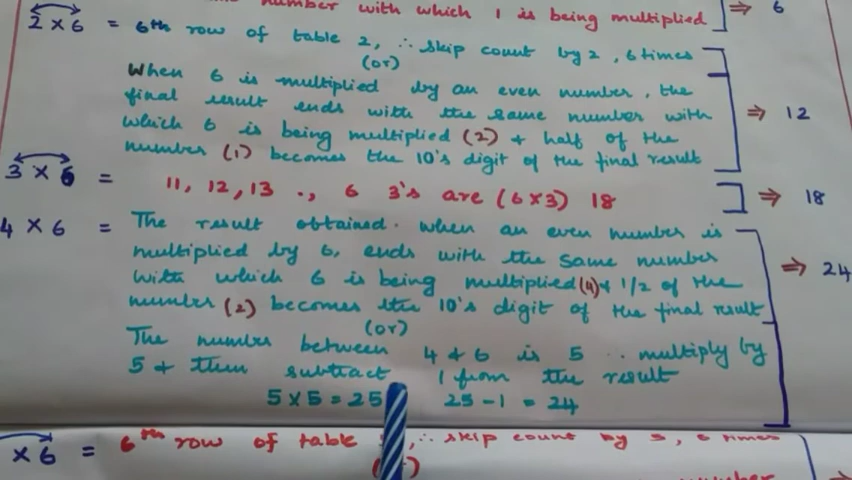 number with which 1 is being multiplied ] ⇒ 6
2 x 6 = 6th row of table 2, ∴ skip count by 2, 6 times
(or)
When 6 is multiplied by an even number, the
final result ends with the same number with ⇒ 12
which 6 is being multiplied (2) + half of the
number (1) becomes the 10's digit of the final result
3 x 6 = 11, 12, 13 ., 6 3's are (6x3) 18 ] ⇒ 18
4 x 6 = The result obtained. when an even number is
multiplied by 6, ends with the same number
with which 6 is being multiplied (4) + 1/2 of the ⇒ 24
number (2) becomes the 10's digit of the final result
(or)
The number between 4 & 6 is 5 ∴ multiply by
5 + then subtract 1 from the result
5 x 5 = 25 25 - 1 = 24
x 6 = 6th row of table ∴ skip count by 5, 6 times
number